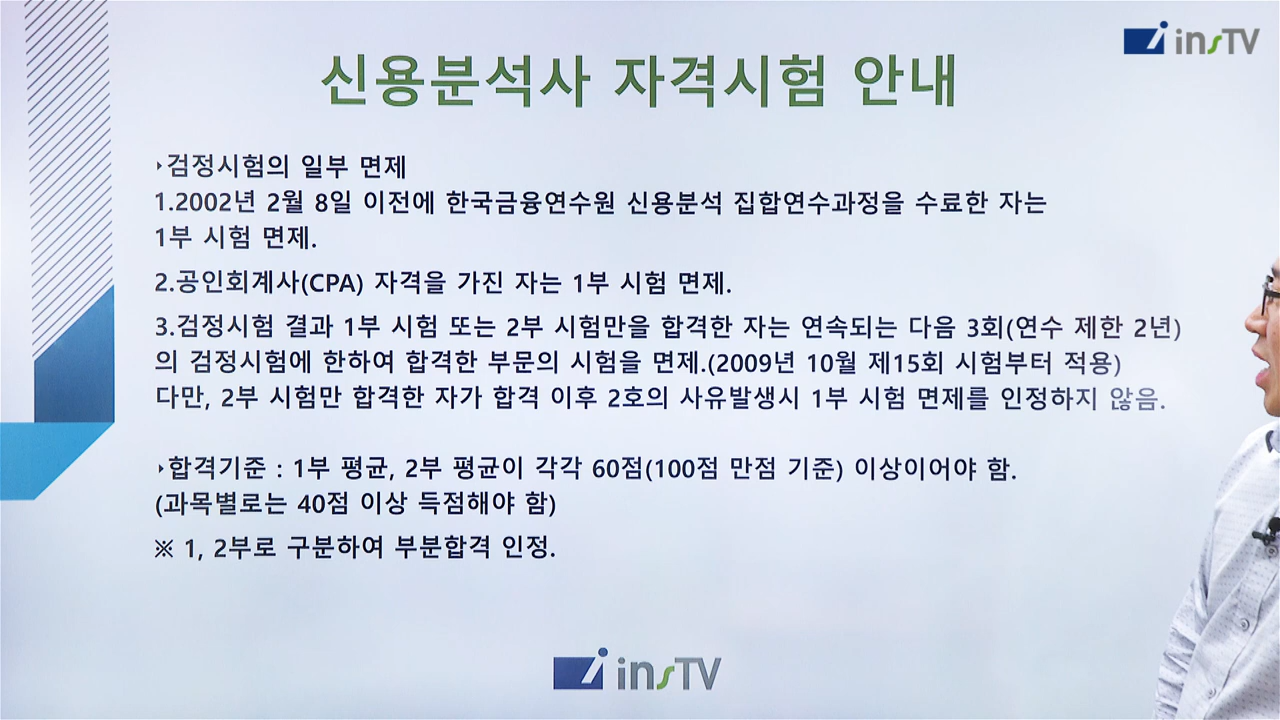 insTV
신용분석사 자격시험 안내
‣검정시험의 일부 면제
1.2002년 2월 8일 이전에 한국금융연수원 신용분석 집합연수과정을 수료한 자는
1부 시험 면제.
2.공인회계사(CPA) 자격을 가진 자는 1부 시험 면제.
3.검정시험 결과 1부 시험 또는 2부 시험만을 합격한 자는 연속되는 다음 3회(연수 제한 2년)
의 검정시험에 한하여 합격한 부문의 시험을 면제.(2009년 10월 제15회 시험부터 적용)
다만, 2부 시험만 합격한 자가 합격 이후 2호의 사유발생시 1부 시험 면제를 인정하지 않음.
‣합격기준 : 1부 평균, 2부 평균이 각각 60점(100점 만점 기준) 이상이어야 함.
(과목별로는 40점 이상 득점해야 함)
※ 1, 2부로 구분하여 부분합격 인정.
insTV